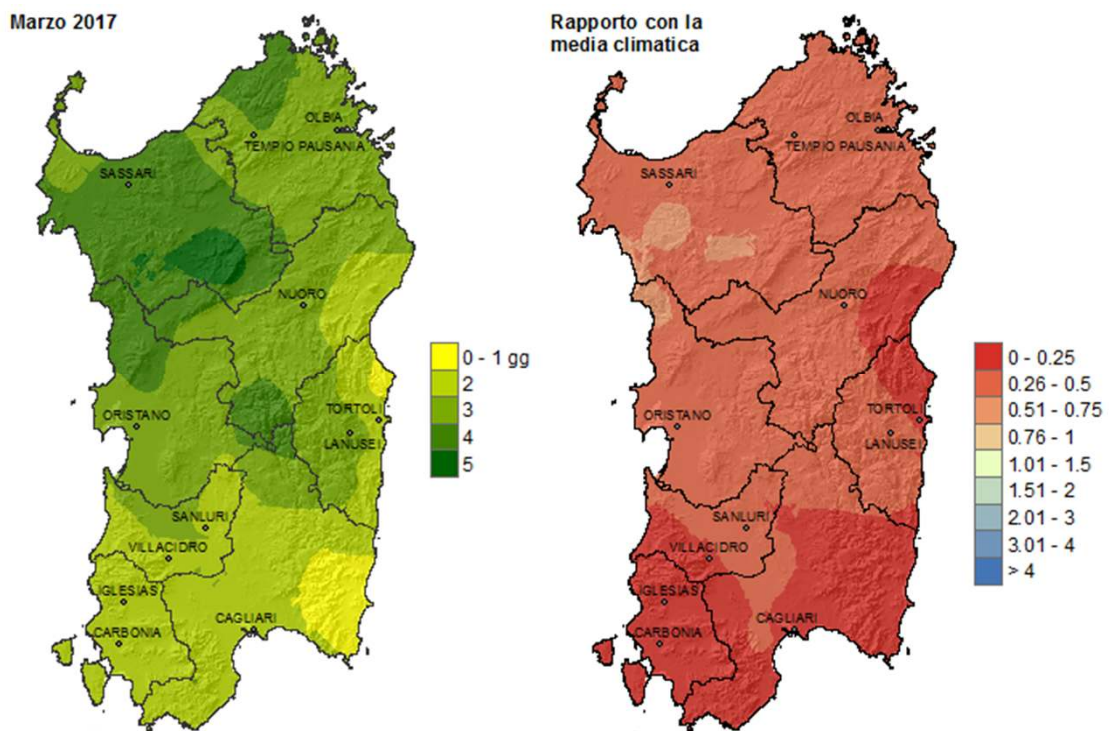 Marzo 2017
OLBIA
TEMPIO PAUSANIA
SASSARI
NUORO
ORISTANO
TORTOLI
LANUSEI
SANLURI
VILLACIDRO
IGLESIAS
CARBONIA
CAGLIARI
0 - 1 gg
2
3
4
5
Rapporto con la
media climatica
OLBIA
TEMPIO PAUSANIA
SASSARI
NUORO
ORISTANO
TORTOLI
LANUSEI
SANLURI
VILLACIDRO
IGLESIAS
CARBONIA
CAGLIARI
0 - 0.25
0.26 - 0.5
0.51 - 0.75
0.76 - 1
1.01 - 1.5
1.51 - 2
2.01 - 3
3.01 - 4
> 4